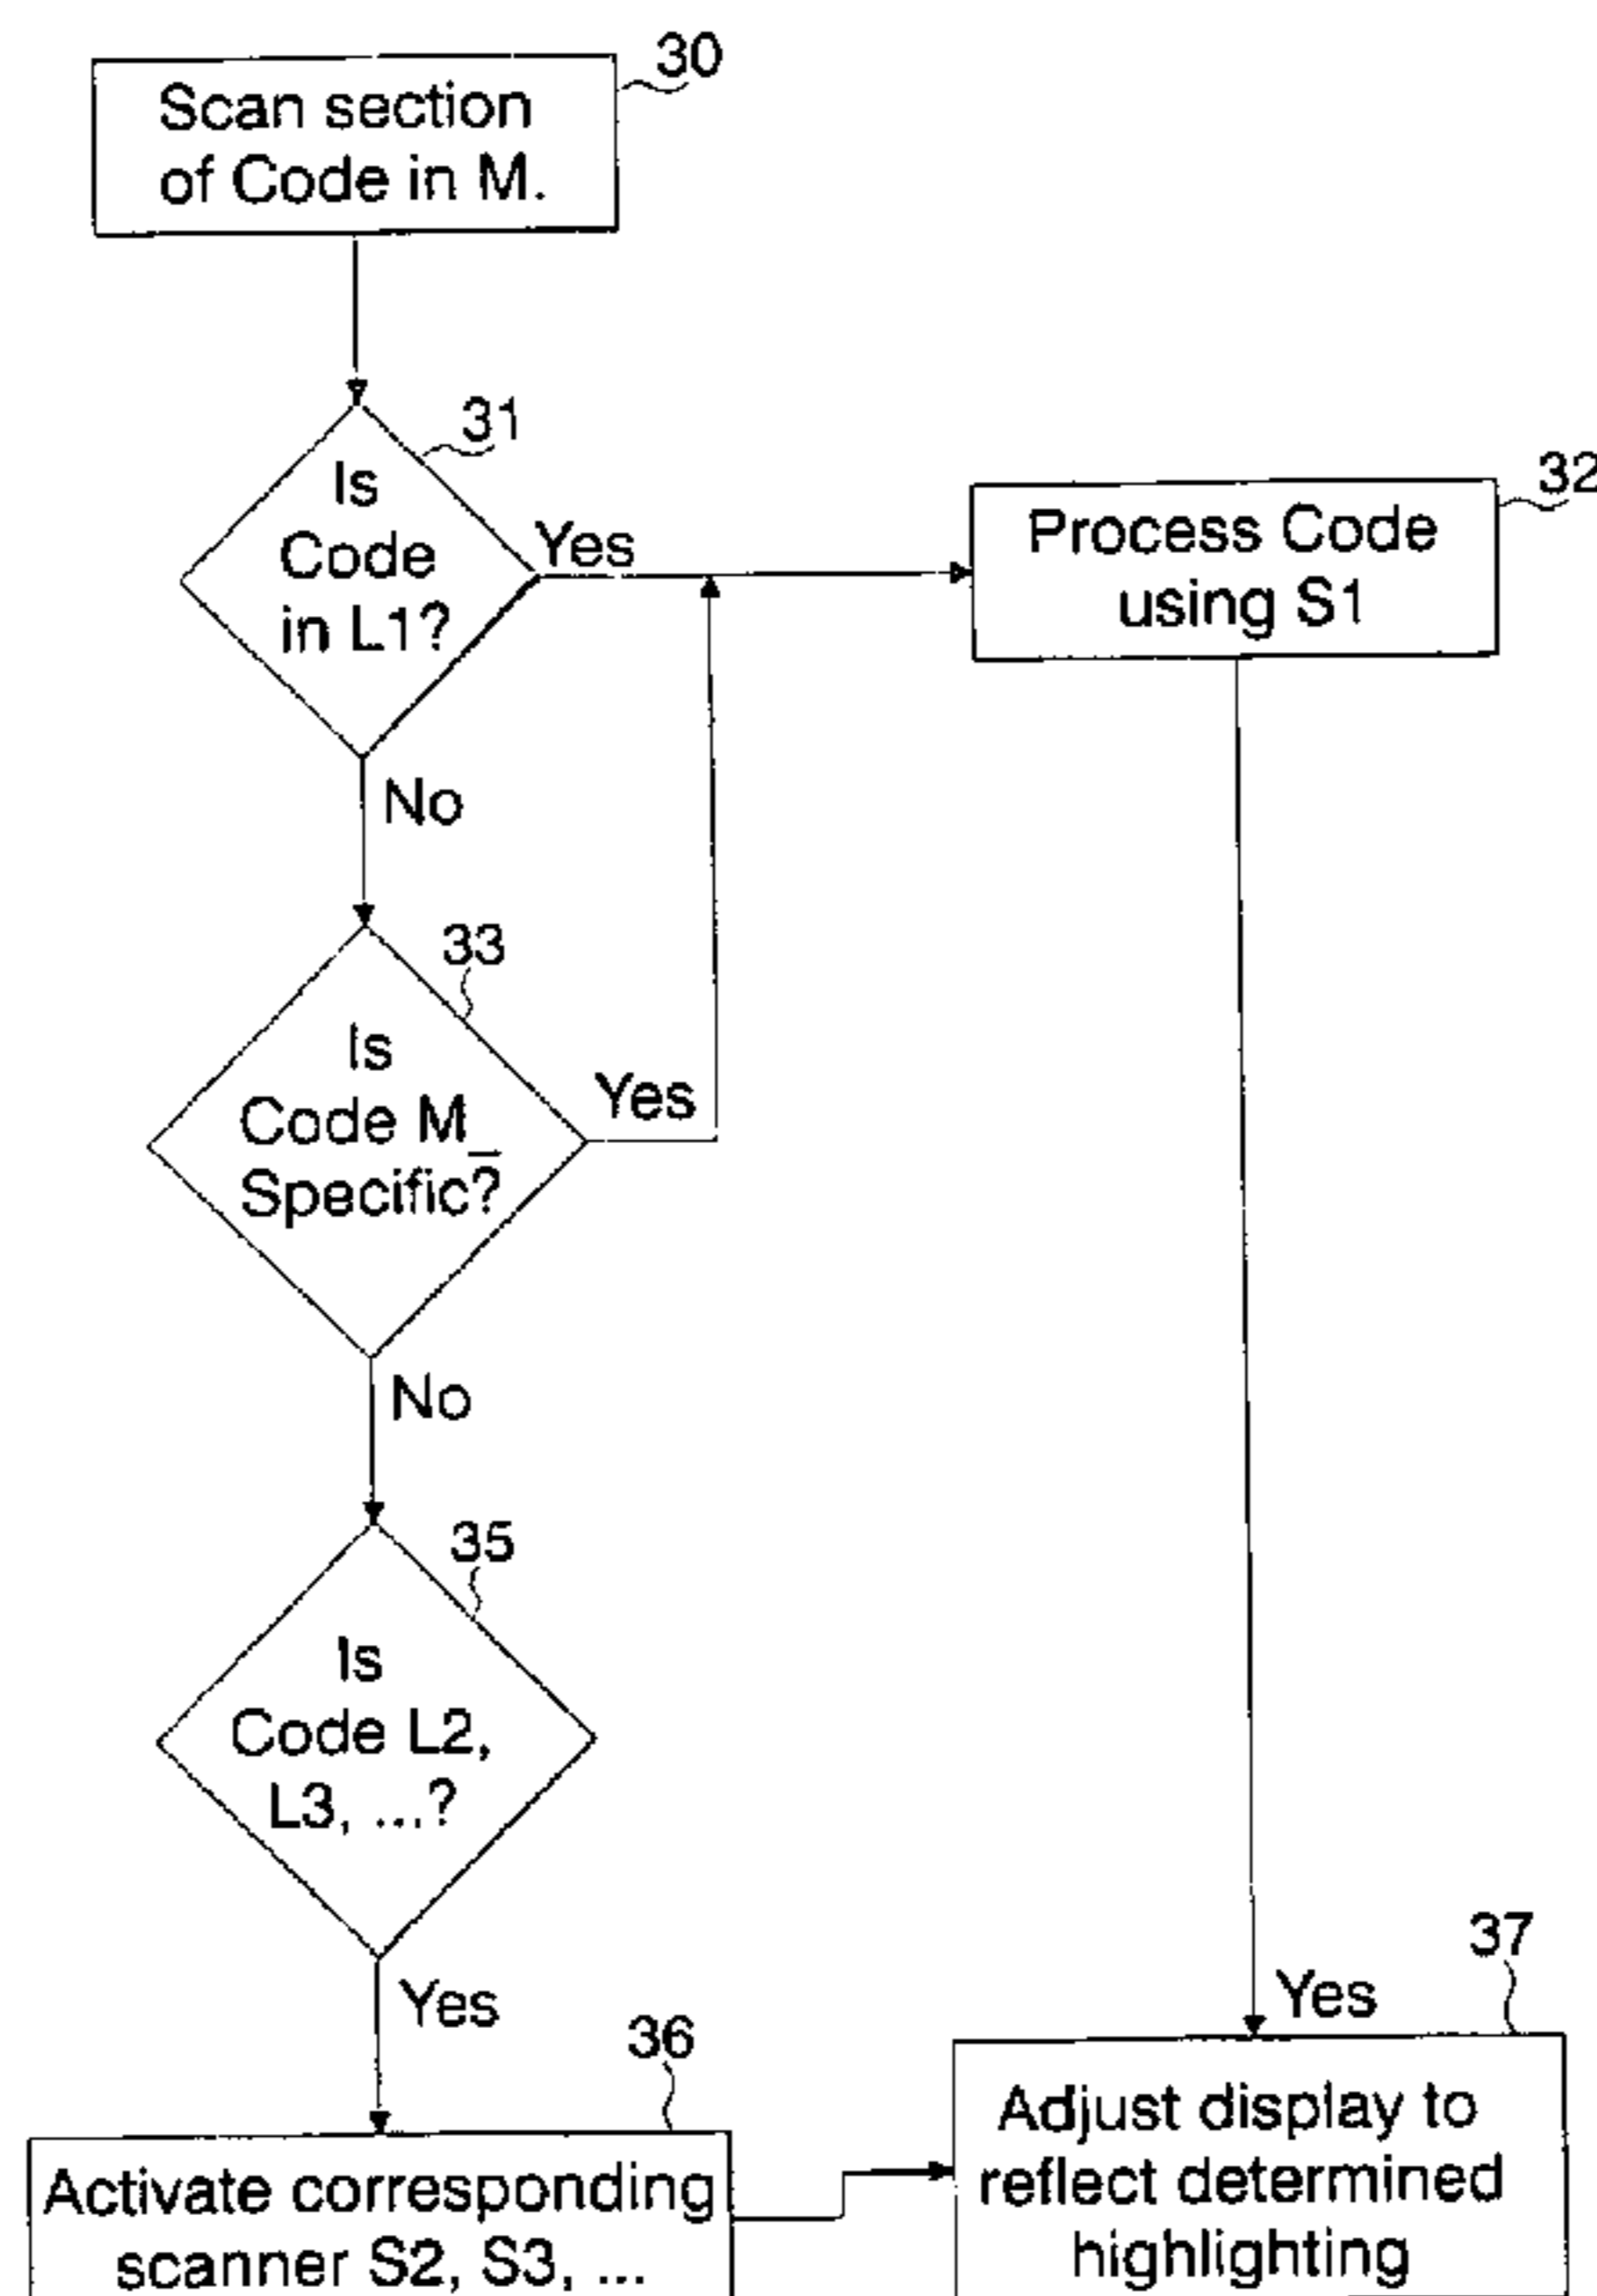 30
Scan section
of Code in M.
31
Is
Code
in L1?
Yes
32
Process Code
using S1
No
33
Is
Code M_
Specific?
Yes
No
35
Is
Code L2,
L3, ...?
Yes
36
Activate corresponding
scanner S2, S3, ...
Yes
37
Adjust display to
reflect determined
highlighting